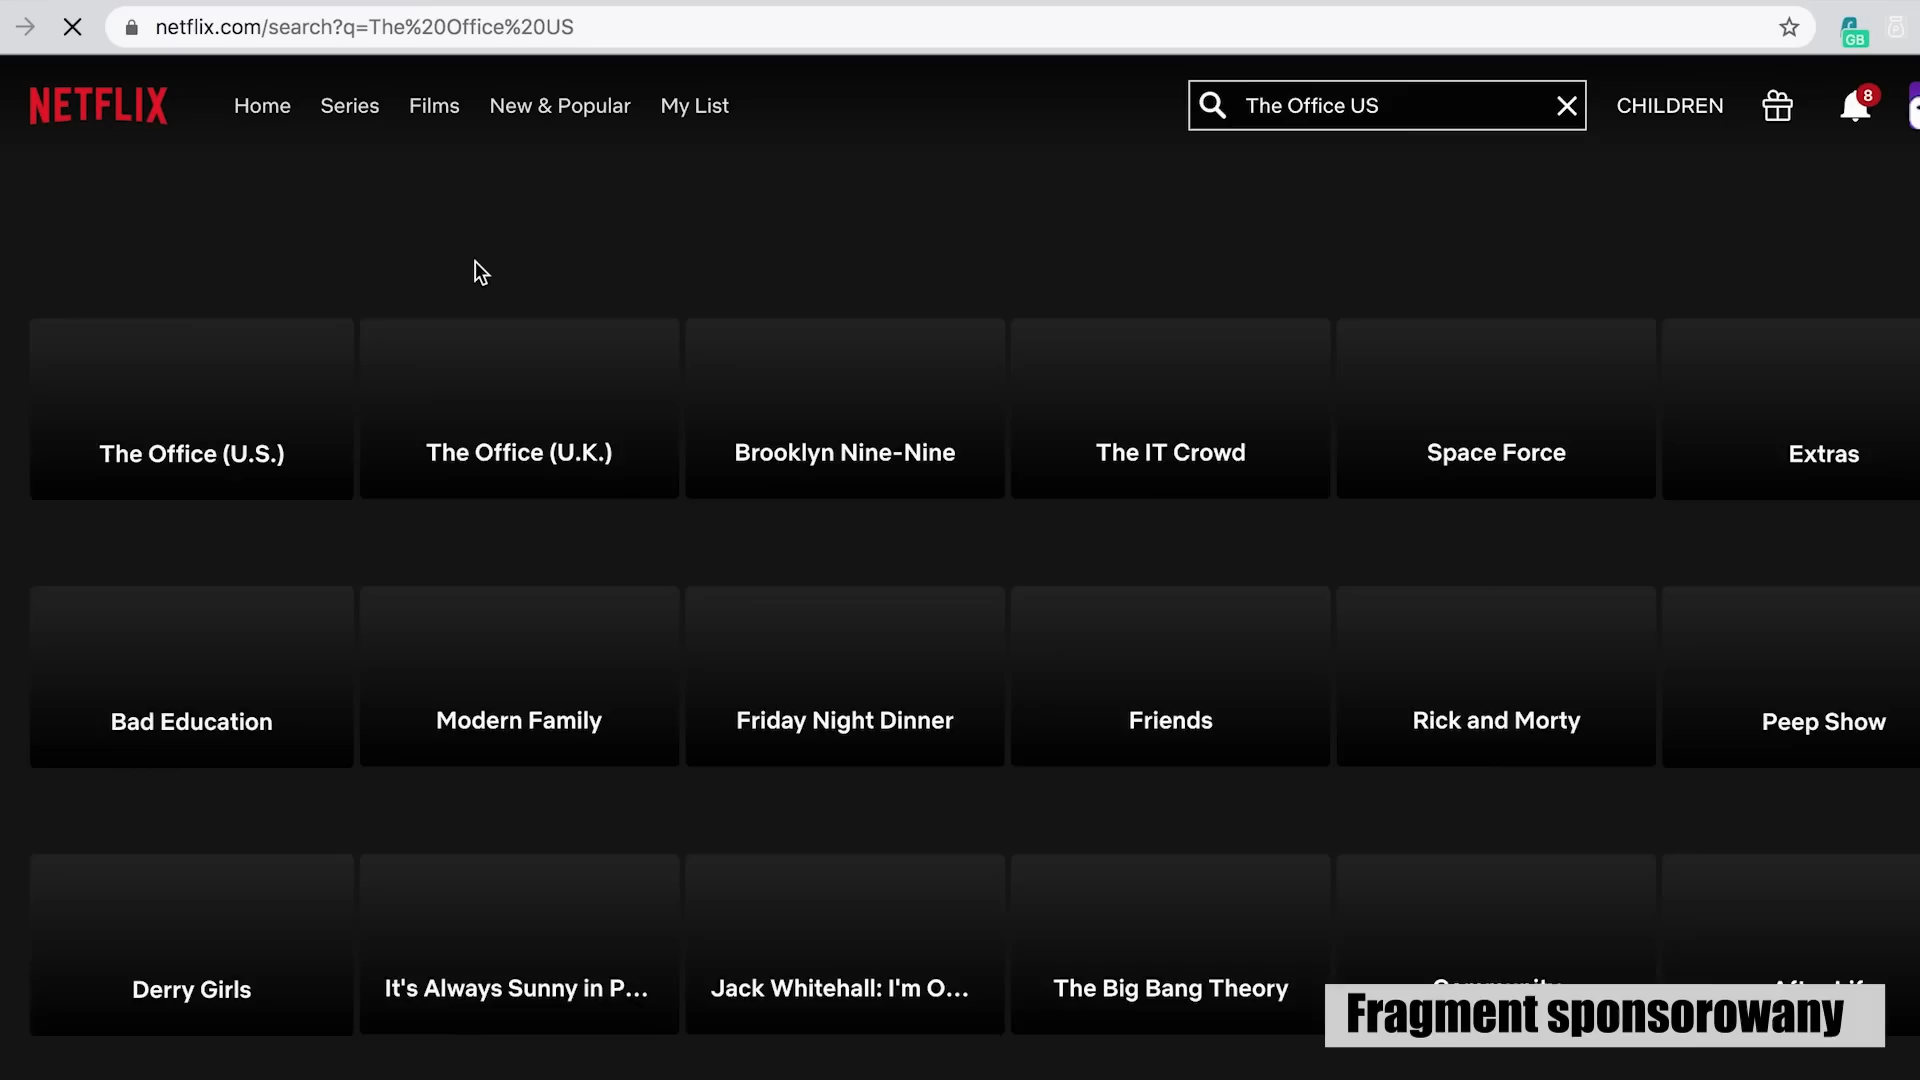 netflix.com/search?q=The%20Office%20US
GB
NETFLIX
Home
Series
Films
New & Popular
My List
The Office US
CHILDREN
8
The Office (U.S.)
The Office (U.K.)
Brooklyn Nine-Nine
The IT Crowd
Space Force
Extras
Bad Education
Modern Family
Friday Night Dinner
Friends
Rick and Morty
Peep Show
Derry Girls
It's Always Sunny in P...
Jack Whitehall: I'm O...
The Big Bang Theory
Fragment sponsorowany